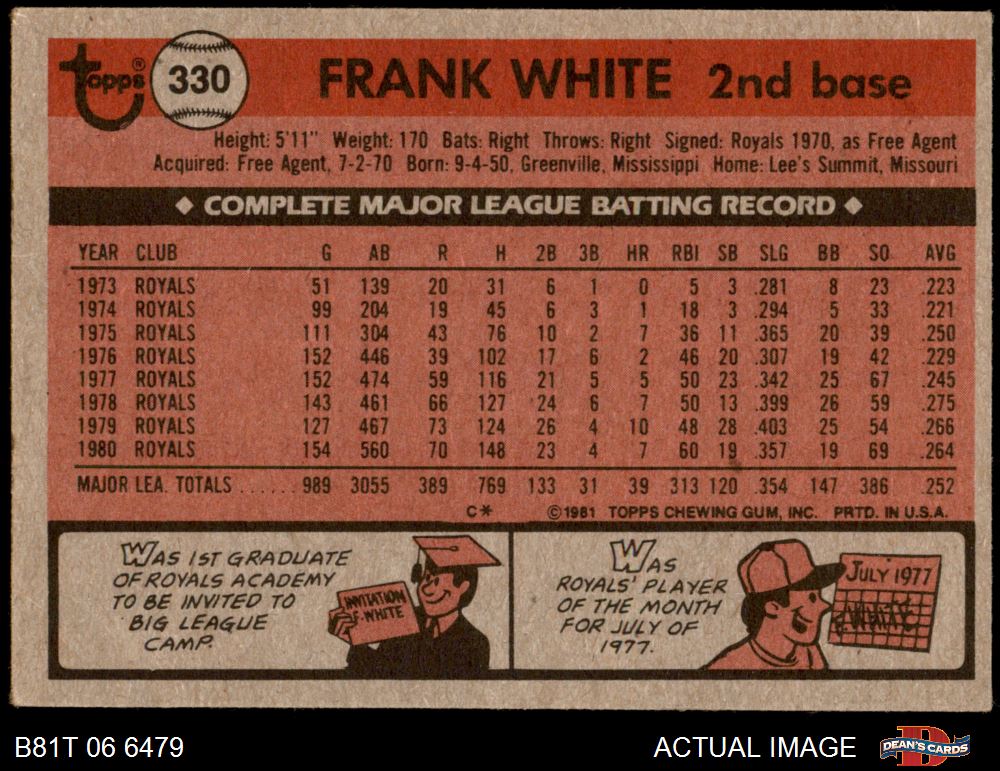 Topps®
330
FRANK WHITE 2nd base
Height: 5'11" Weight: 170 Bats: Right Throws: Right Signed: Royals 1970, as Free Agent
Acquired: Free Agent, 7-2-70 Born: 9-4-50, Greenville, Mississippi Home: Lee's Summit, Missouri
◆ COMPLETE MAJOR LEAGUE BATTING RECORD ◆
YEAR CLUB G AB R H 2B 3B HR RBI SB SLG BB SO AVG
1973 ROYALS 51 139 20 31 6 1 0 5 3 .281 8 23 .223
1974 ROYALS 99 204 19 45 6 3 1 18 3 .294 5 33 .221
1975 ROYALS 111 304 43 76 10 2 7 36 11 .365 20 39 .250
1976 ROYALS 152 446 39 102 17 6 2 46 20 .307 19 42 .229
1977 ROYALS 152 474 59 116 21 5 5 50 23 .342 25 67 .245
1978 ROYALS 143 461 66 127 24 6 7 50 13 .399 26 59 .275
1979 ROYALS 127 467 73 124 26 4 10 48 28 .403 25 54 .266
1980 ROYALS 154 560 70 148 23 4 7 60 19 .357 19 69 .264
MAJOR LEA. TOTALS ...... 989 3055 389 769 133 31 39 313 120 .354 147 386 .252
C* ©1981 TOPPS CHEWING GUM, INC. PRTD. IN U.S.A.
WAS 1ST GRADUATE
OF ROYALS ACADEMY
TO BE INVITED TO
BIG LEAGUE
CAMP.
INVITATION
F. WHITE
WAS
ROYALS' PLAYER
OF THE MONTH
FOR JULY OF
1977.
JULY 1977
F. WHITE
B81T 06 6479
ACTUAL IMAGE
DEAN'S CARDS